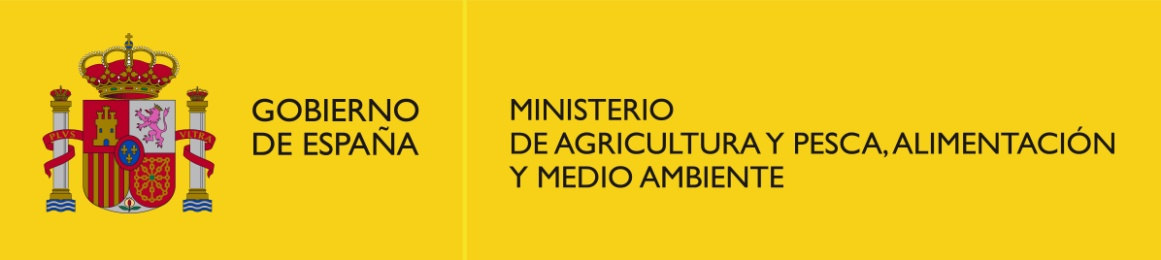 PLVS VLTRA
GOBIERNO
DE ESPAÑA
MINISTERIO
DE AGRICULTURA Y PESCA, ALIMENTACIÓN
Y MEDIO AMBIENTE